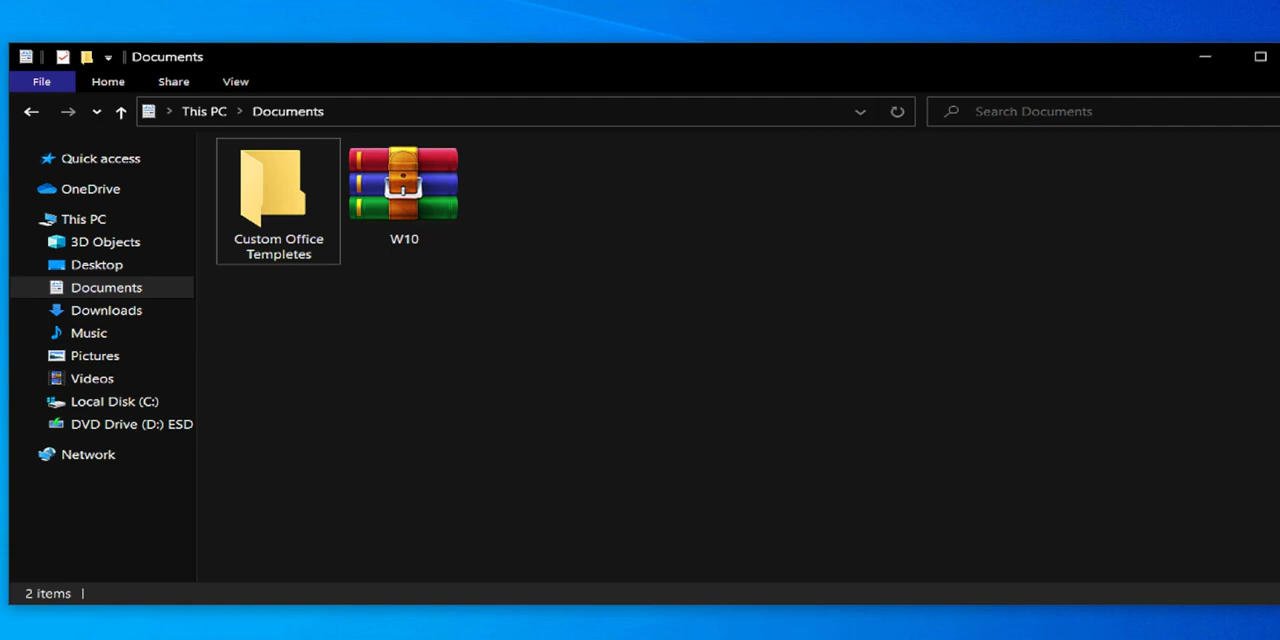 Documents
File Home Share View
This PC > Documents
Search Documents
Quick access
OneDrive
This PC
3D Objects
Desktop
Documents
Downloads
Music
Pictures
Videos
Local Disk (C:)
DVD Drive (D:) ESD
Network
Custom Office
Templetes
W10
2 items